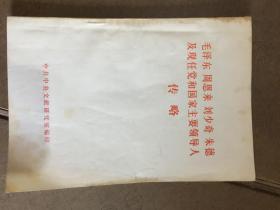 毛泽东 周恩来 刘少奇 朱德
及现任党和国家主要领导人
传略
中共中央文献研究室编印